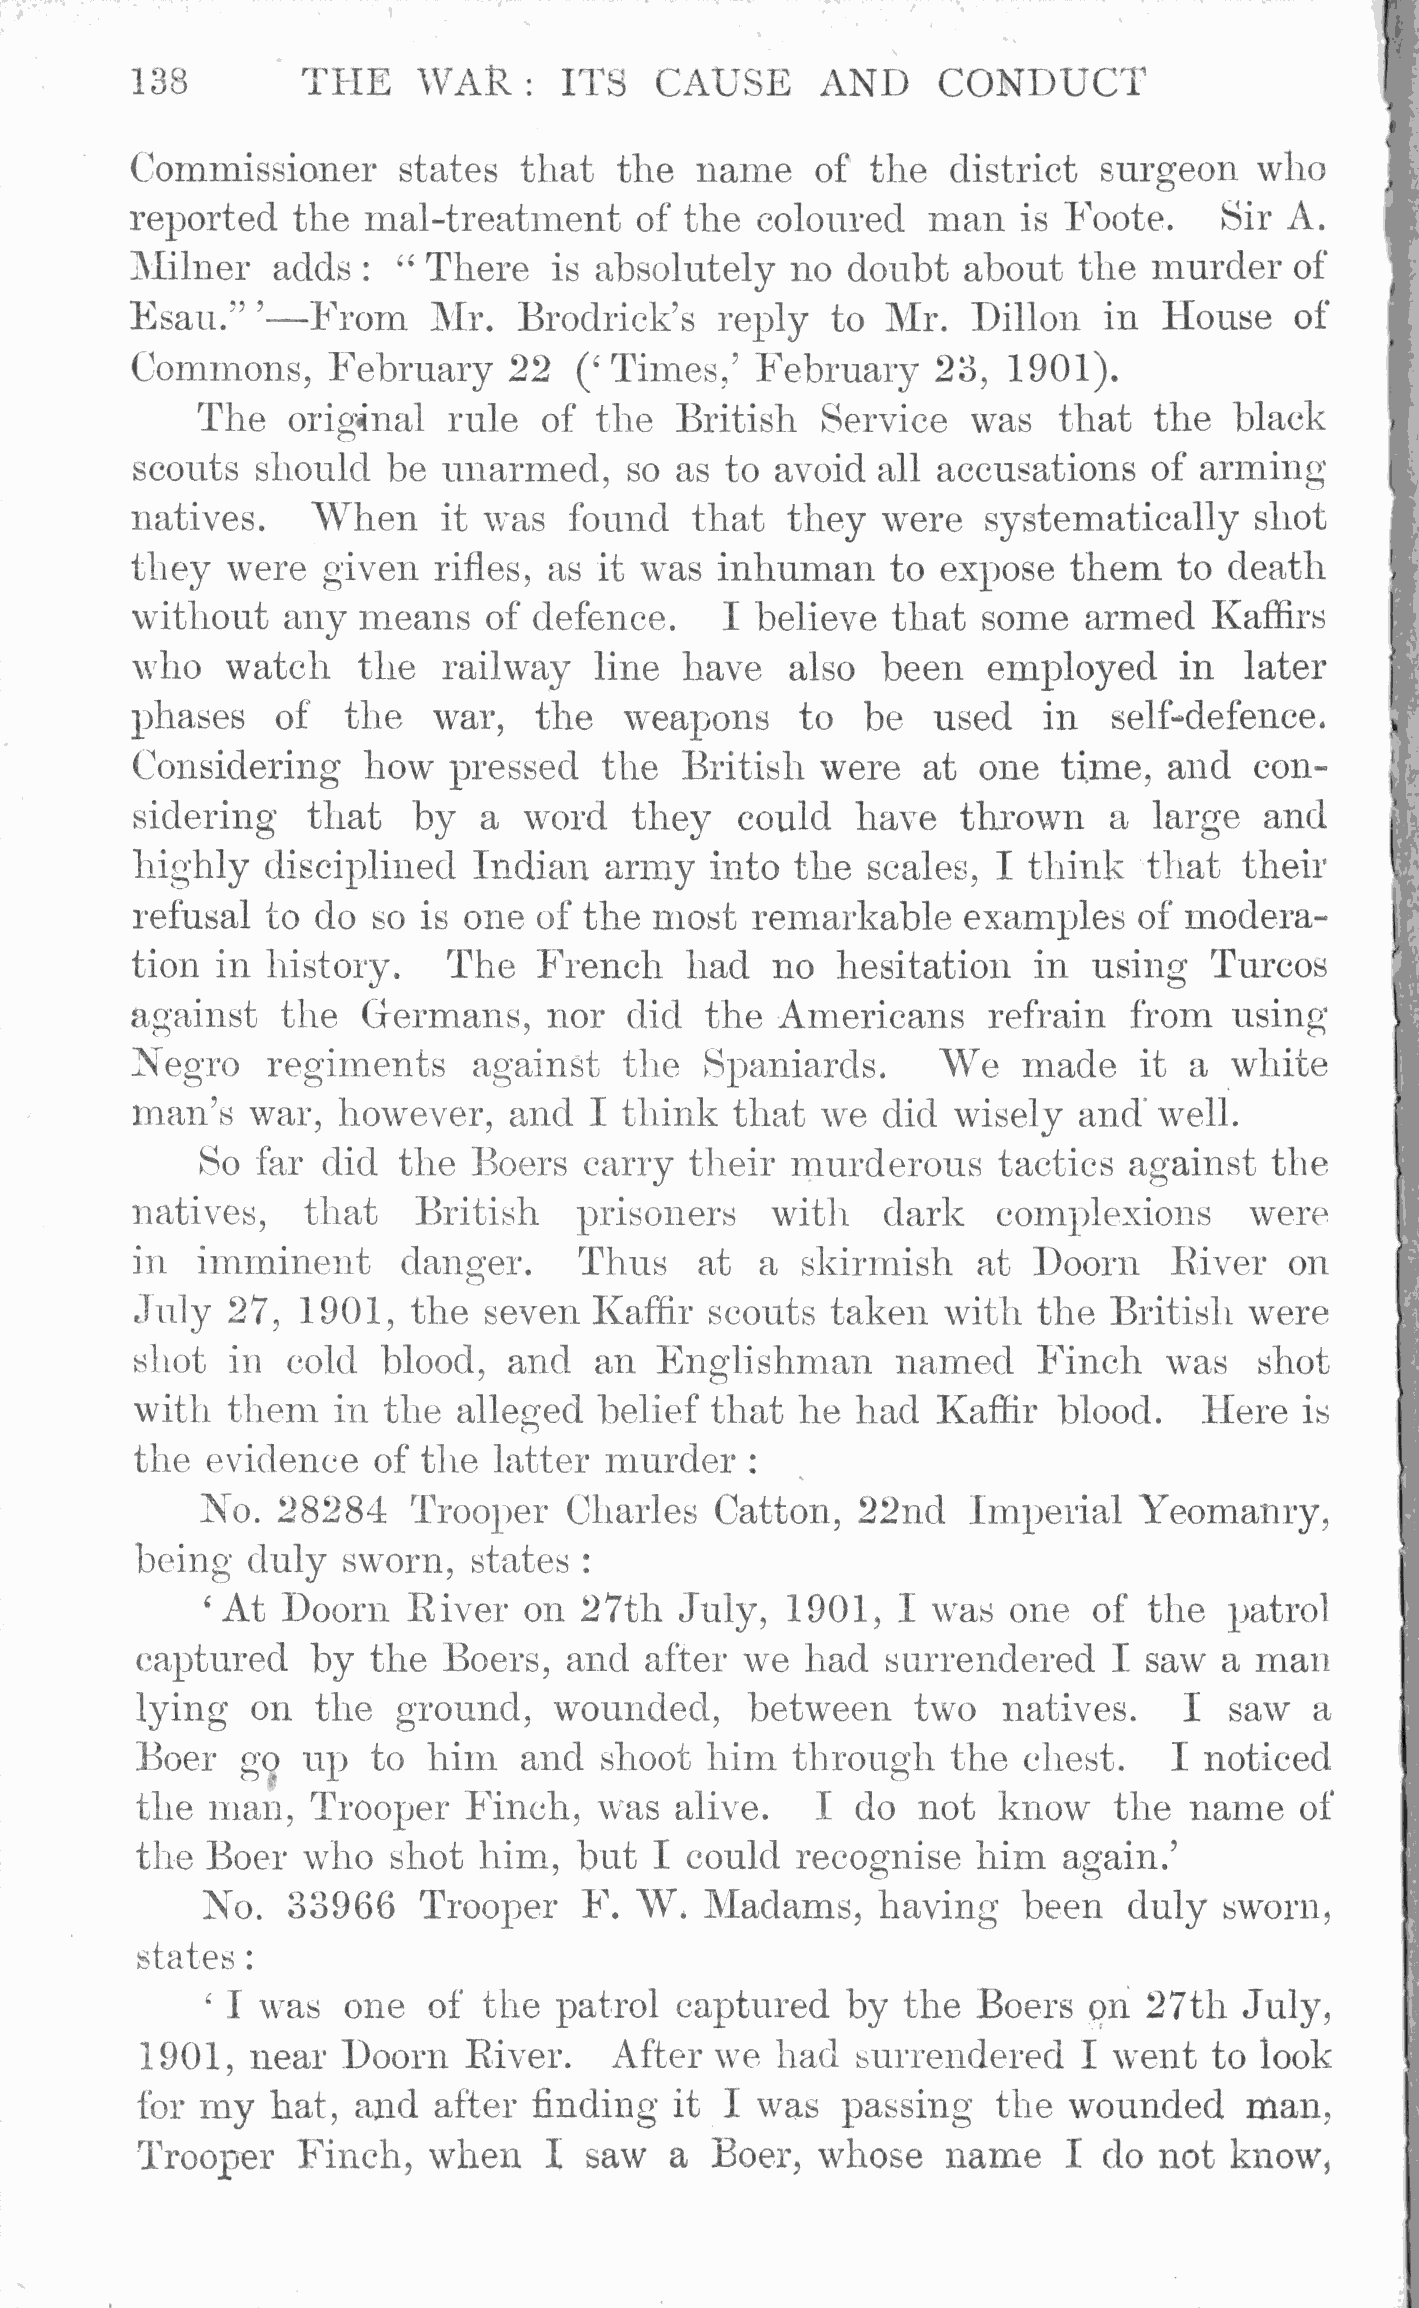 138 THE WAR : ITS CAUSE AND CONDUCT
Commissioner states that the name of the district surgeon who
reported the mal-treatment of the coloured man is Foote. Sir A.
Milner adds : “ There is absolutely no doubt about the murder of
Esau.” ’—From Mr. Brodrick’s reply to Mr. Dillon in House of
Commons, February 22 (‘ Times,’ February 23, 1901).
The original rule of the British Service was that the black
scouts should be unarmed, so as to avoid all accusations of arming
natives. When it was found that they were systematically shot
they were given rifles, as it was inhuman to expose them to death
without any means of defence. I believe that some armed Kaffirs
who watch the railway line have also been employed in later
phases of the war, the weapons to be used in self-defence.
Considering how pressed the British were at one time, and con-
sidering that by a word they could have thrown a large and
highly disciplined Indian army into the scales, I think that their
refusal to do so is one of the most remarkable examples of modera-
tion in history. The French had no hesitation in using Turcos
against the Germans, nor did the Americans refrain from using
Negro regiments against the Spaniards. We made it a white
man’s war, however, and I think that we did wisely and well.
So far did the Boers carry their murderous tactics against the
natives, that British prisoners with dark complexions were
in imminent danger. Thus at a skirmish at Doorn River on
July 27, 1901, the seven Kaffir scouts taken with the British were
shot in cold blood, and an Englishman named Finch was shot
with them in the alleged belief that he had Kaffir blood. Here is
the evidence of the latter murder :
No. 28284 Trooper Charles Catton, 22nd Imperial Yeomanry,
being duly sworn, states :
‘ At Doorn River on 27th July, 1901, I was one of the patrol
captured by the Boers, and after we had surrendered I saw a man
lying on the ground, wounded, between two natives. I saw a
Boer go up to him and shoot him through the chest. I noticed
the man, Trooper Finch, was alive. I do not know the name of
the Boer who shot him, but I could recognise him again.’
No. 33966 Trooper F. W. Madams, having been duly sworn,
states :
‘ I was one of the patrol captured by the Boers on 27th July,
1901, near Doorn River. After we had surrendered I went to look
for my hat, and after finding it I was passing the wounded man,
Trooper Finch, when I saw a Boer, whose name I do not know,